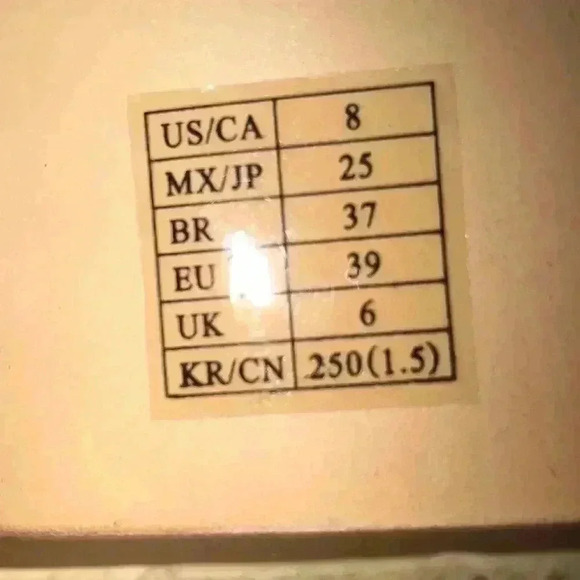 US/CA 8
MX/JP 25
BR 37
EU 39
UK 6
KR/CN 250(1.5)